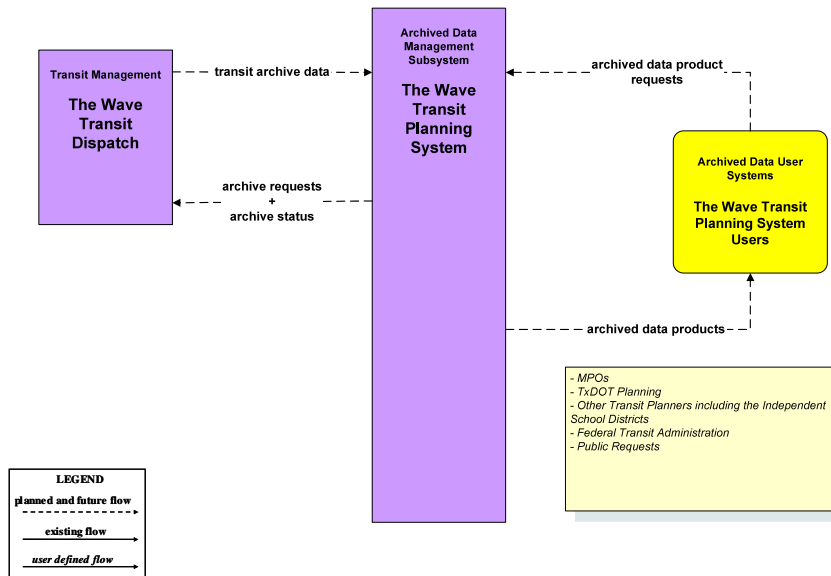 Transit Management
The Wave
Transit
Dispatch
transit archive data
archive requests
+
archive status
Archived Data
Management
Subsystem
The Wave
Transit
Planning
System
archived data product
requests
Archived Data User
Systems
The Wave Transit
Planning System
Users
archived data products
- MPOs
- TxDOT Planning
- Other Transit Planners including the Independent
School Districts
- Federal Transit Administration
- Public Requests
LEGEND
planned and future flow
existing flow
user defined flow